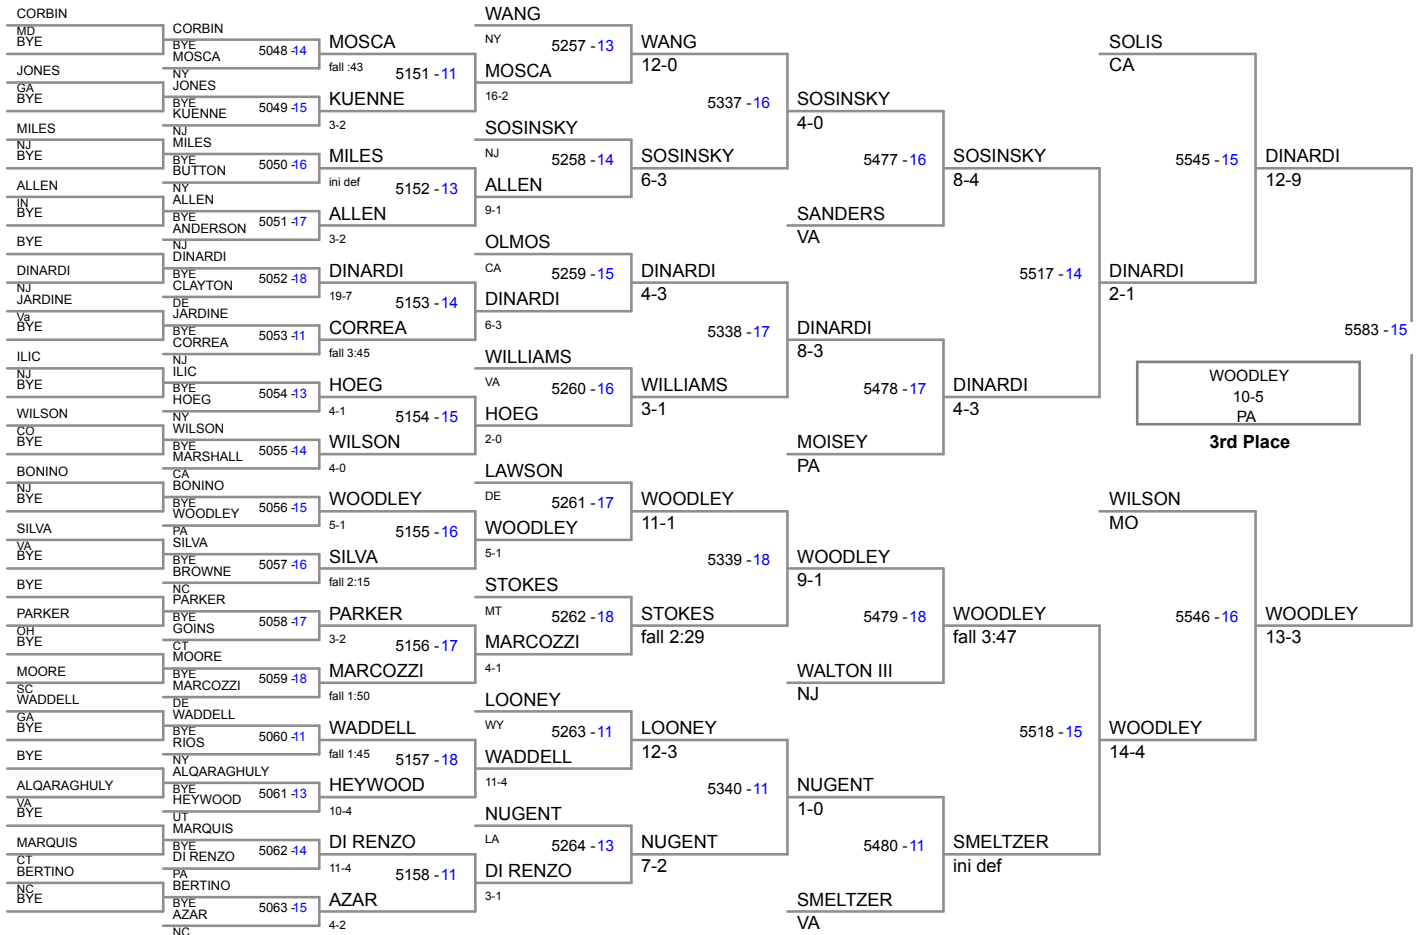 CORBIN
MD
BYE
JONES
GA
BYE
MILES
NJ
BYE
ALLEN
IN
BYE
BYE
DINARDI
NJ
JARDINE
Va
BYE
ILIC
NJ
BYE
WILSON
CO
BYE
BONINO
NJ
BYE
SILVA
VA
BYE
BYE
PARKER
OH
BYE
MOORE
SC
WADDELL
GA
BYE
BYE
ALQARAGHULY
VA
BYE
MARQUIS
CT
BERTINO
NC
BYE
CORBIN
BYE
MOSCA
5048 -14
NY
JONES
BYE
KUENNE
5049 -15
NJ
MILES
BYE
BUTTON
5050 -16
NY
ALLEN
BYE
ANDERSON
5051 -17
NJ
DINARDI
BYE
CLAYTON
5052 -18
DE
JARDINE
BYE
CORREA
5053 -11
NJ
ILIC
BYE
HOEG
5054 -13
NY
WILSON
BYE
MARSHALL
5055 -14
CA
BONINO
BYE
WOODLEY
5056 -15
PA
SILVA
BYE
BROWNE
5057 -16
NC
PARKER
BYE
GOINS
5058 -17
CT
MOORE
BYE
MARCOZZI
5059 -18
DE
WADDELL
BYE
RIOS
5060 -11
NY
ALQARAGHULY
BYE
HEYWOOD
5061 -13
UT
MARQUIS
BYE
DI RENZO
5062 -14
PA
BERTINO
BYE
AZAR
5063 -15
NC
MOSCA
fall :43
5151 -11
KUENNE
3-2
MILES
ini def
5152 -13
ALLEN
3-2
DINARDI
19-7
5153 -14
CORREA
fall 3:45
HOEG
4-1
5154 -15
WILSON
4-0
WOODLEY
5-1
5155 -16
SILVA
fall 2:15
PARKER
3-2
5156 -17
MARCOZZI
fall 1:50
WADDELL
fall 1:45
5157 -18
HEYWOOD
10-4
DI RENZO
11-4
5158 -11
AZAR
4-2
WANG
NY
5257 -13
MOSCA
16-2
SOSINSKY
NJ
5258 -14
ALLEN
9-1
OLMOS
CA
5259 -15
DINARDI
6-3
WILLIAMS
VA
5260 -16
HOEG
2-0
LAWSON
DE
5261 -17
WOODLEY
5-1
STOKES
MT
5262 -18
MARCOZZI
4-1
LOONEY
WY
5263 -11
WADDELL
11-4
NUGENT
LA
5264 -13
DI RENZO
3-1
WANG
12-0
5337 -16
SOSINSKY
6-3
DINARDI
4-3
5338 -17
WILLIAMS
3-1
WOODLEY
11-1
5339 -18
STOKES
fall 2:29
LOONEY
12-3
5340 -11
NUGENT
7-2
SOSINSKY
4-0
5477 -16
SANDERS
VA
DINARDI
8-3
5478 -17
MOISEY
PA
WOODLEY
9-1
5479 -18
WALTON III
NJ
NUGENT
1-0
5480 -11
SMELTZER
VA
SOSINSKY
8-4
5517 -14
DINARDI
4-3
WOODLEY
fall 3:47
5518 -15
SMELTZER
ini def
SOLIS
CA
5545 -15
DINARDI
2-1
WILSON
MO
5546 -16
WOODLEY
14-4
DINARDI
12-9
5583 -15
WOODLEY
13-3
WOODLEY
10-5
PA
3rd Place